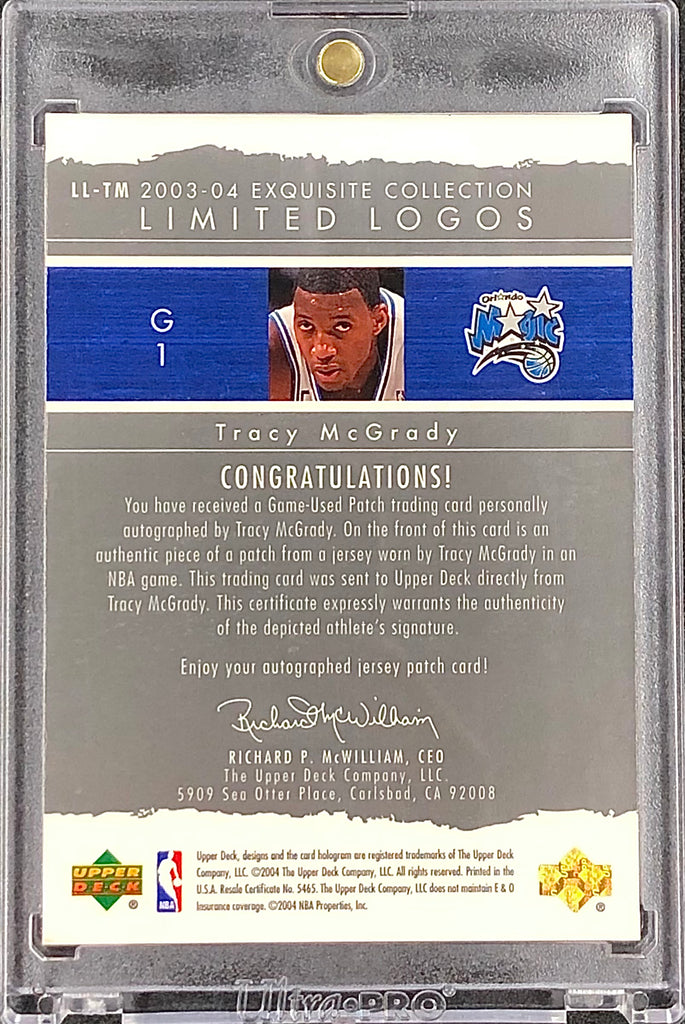 LL-TM 2003-04 EXQUISITE COLLECTION
LIMITED LOGOS
G
1
Orlando
Magic
Tracy McGrady
CONGRATULATIONS!
You have received a Game-Used Patch trading card personally
autographed by Tracy McGrady. On the front of this card is an
authentic piece of a patch from a jersey worn by Tracy McGrady in an
NBA game. This trading card was sent to Upper Deck directly from
Tracy McGrady. This certificate expressly warrants the authenticity
of the depicted athlete's signature.
Enjoy your autographed jersey patch card!
Richard McWilliam
RICHARD P. McWILLIAM, CEO
The Upper Deck Company, LLC.
5909 Sea Otter Place, Carlsbad, CA 92008
UPPER
DECK
®
NBA
Upper Deck, designs and the card hologram are registered trademarks of The Upper Deck
Company, LLC. ©2004 The Upper Deck Company, LLC. All rights reserved. Printed in the
U.S.A. Resale Certificate No. 5465. The Upper Deck Company, LLC does not maintain E & O
Insurance coverage. ©2004 NBA Properties, Inc.
®
Ultra•PRO®